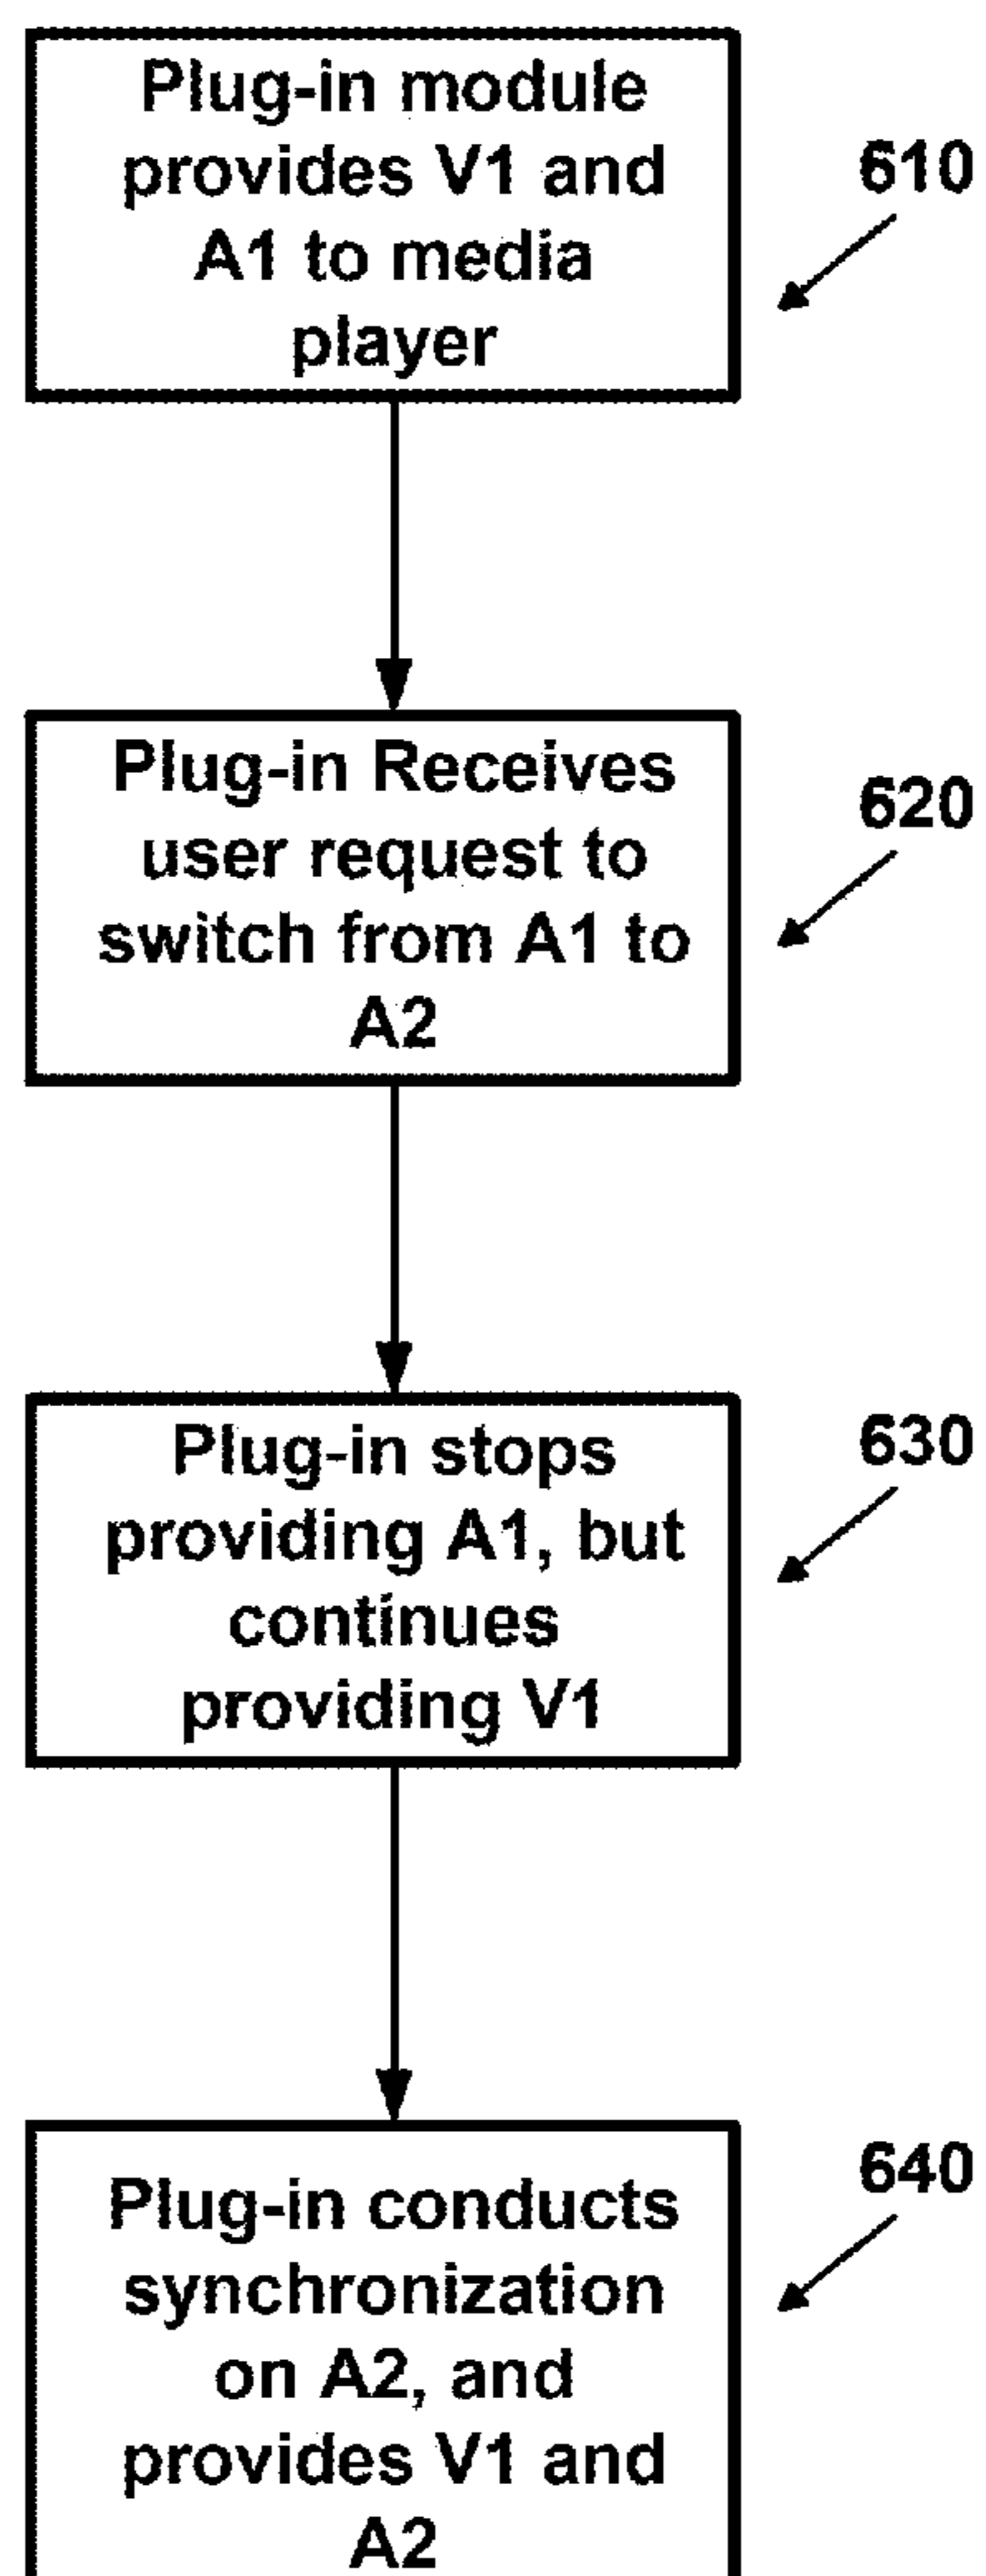 Plug-in module
provides V1 and
A1 to media
player
610
Plug-in Receives
user request to
switch from A1 to
A2
620
Plug-in stops
providing A1, but
continues
providing V1
630
Plug-in conducts
synchronization
on A2, and
provides V1 and
A2
640